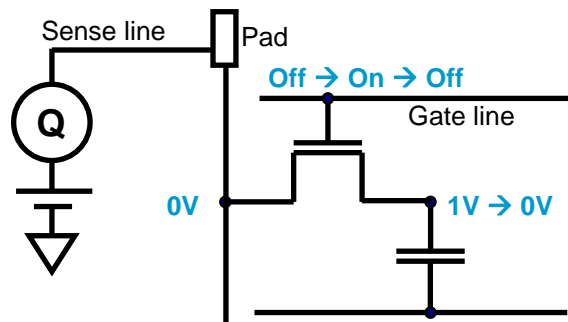 Sense line
Pad
Off → On → Off
Gate line
Q
0V
1V → 0V